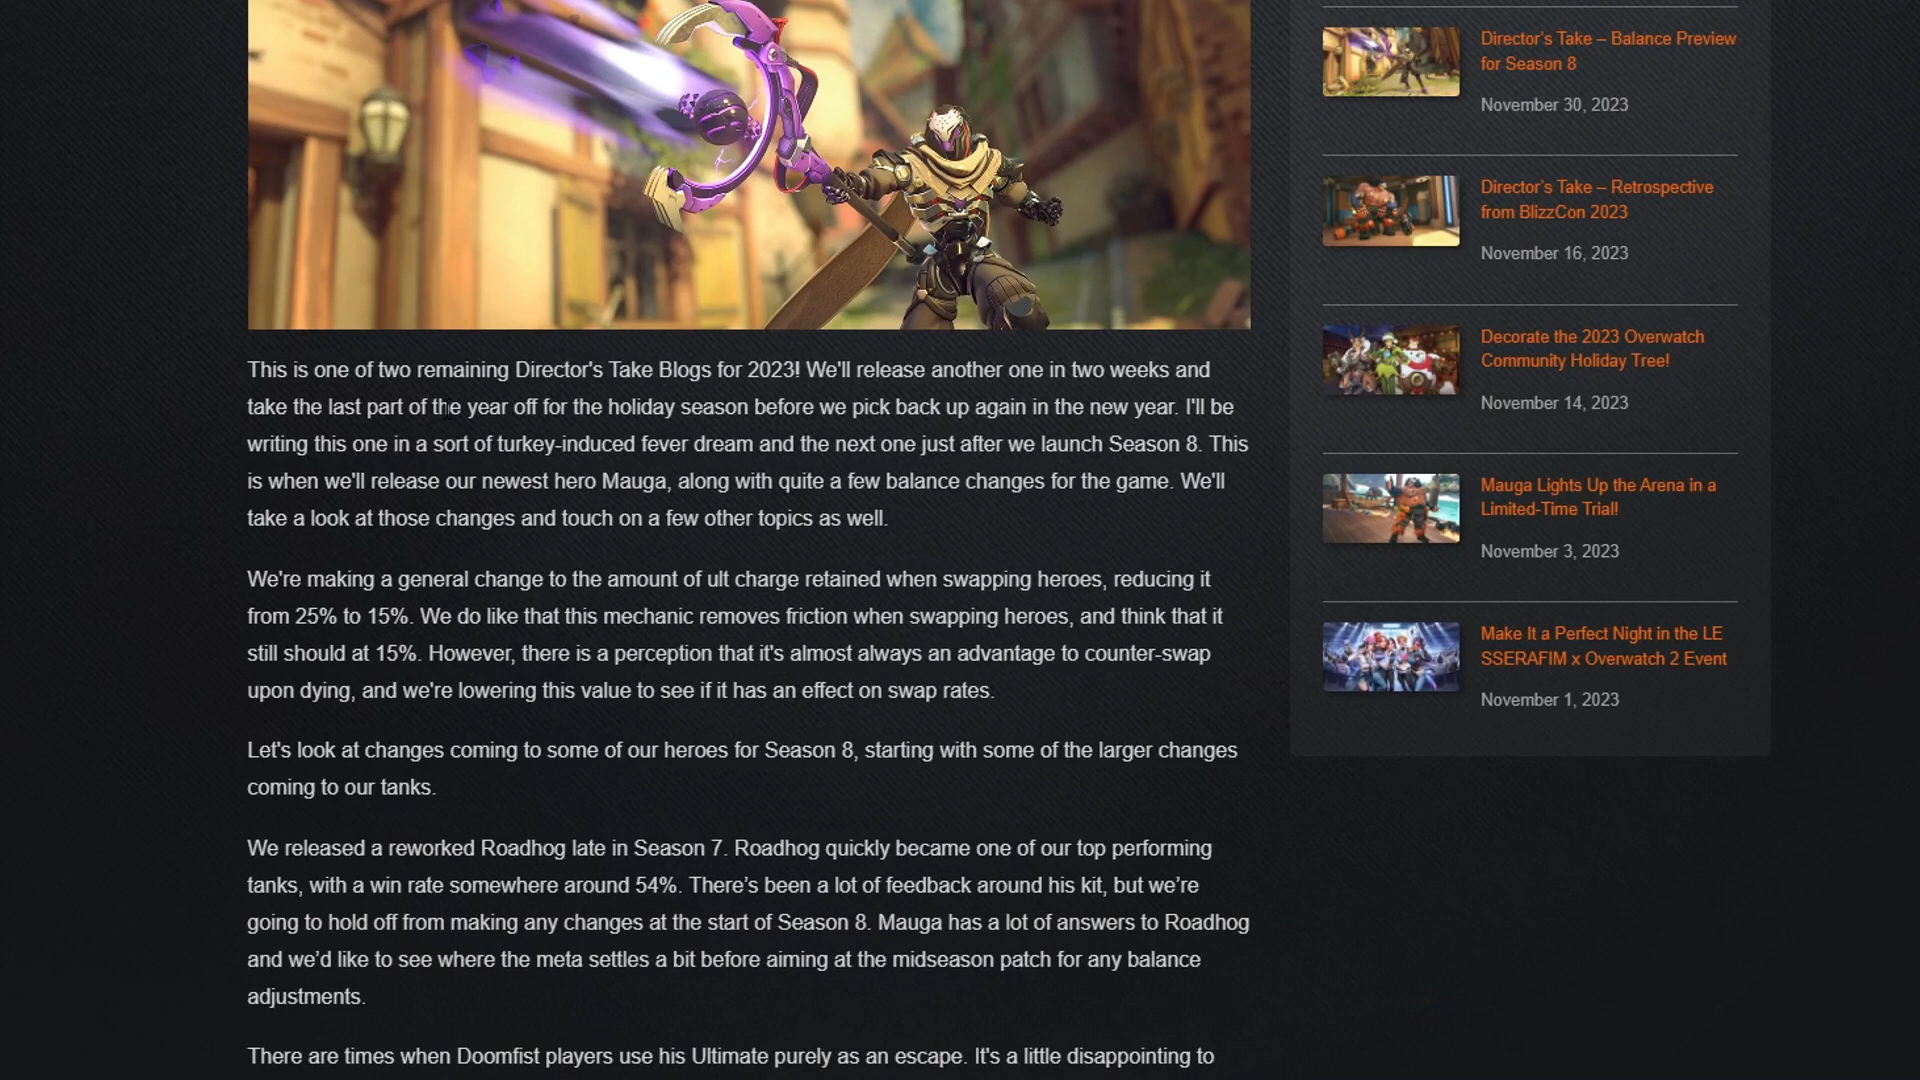 This is one of two remaining Director's Take Blogs for 2023! We'll release another one in two weeks and
take the last part of the year off for the holiday season before we pick back up again in the new year. I'll be
writing this one in a sort of turkey-induced fever dream and the next one just after we launch Season 8. This
is when we'll release our newest hero Mauga, along with quite a few balance changes for the game. We'll
take a look at those changes and touch on a few other topics as well.
We're making a general change to the amount of ult charge retained when swapping heroes, reducing it
from 25% to 15%. We do like that this mechanic removes friction when swapping heroes, and think that it
still should at 15%. However, there is a perception that it's almost always an advantage to counter-swap
upon dying, and we're lowering this value to see if it has an effect on swap rates.
Let's look at changes coming to some of our heroes for Season 8, starting with some of the larger changes
coming to our tanks.
We released a reworked Roadhog late in Season 7. Roadhog quickly became one of our top performing
tanks, with a win rate somewhere around 54%. There’s been a lot of feedback around his kit, but we’re
going to hold off from making any changes at the start of Season 8. Mauga has a lot of answers to Roadhog
and we’d like to see where the meta settles a bit before aiming at the midseason patch for any balance
adjustments.
There are times when Doomfist players use his Ultimate purely as an escape. It's a little disappointing to
Director’s Take – Balance Preview
for Season 8
November 30, 2023
Director’s Take – Retrospective
from BlizzCon 2023
November 16, 2023
Decorate the 2023 Overwatch
Community Holiday Tree!
November 14, 2023
Mauga Lights Up the Arena in a
Limited-Time Trial!
November 3, 2023
Make It a Perfect Night in the LE
SSERAFIM x Overwatch 2 Event
November 1, 2023